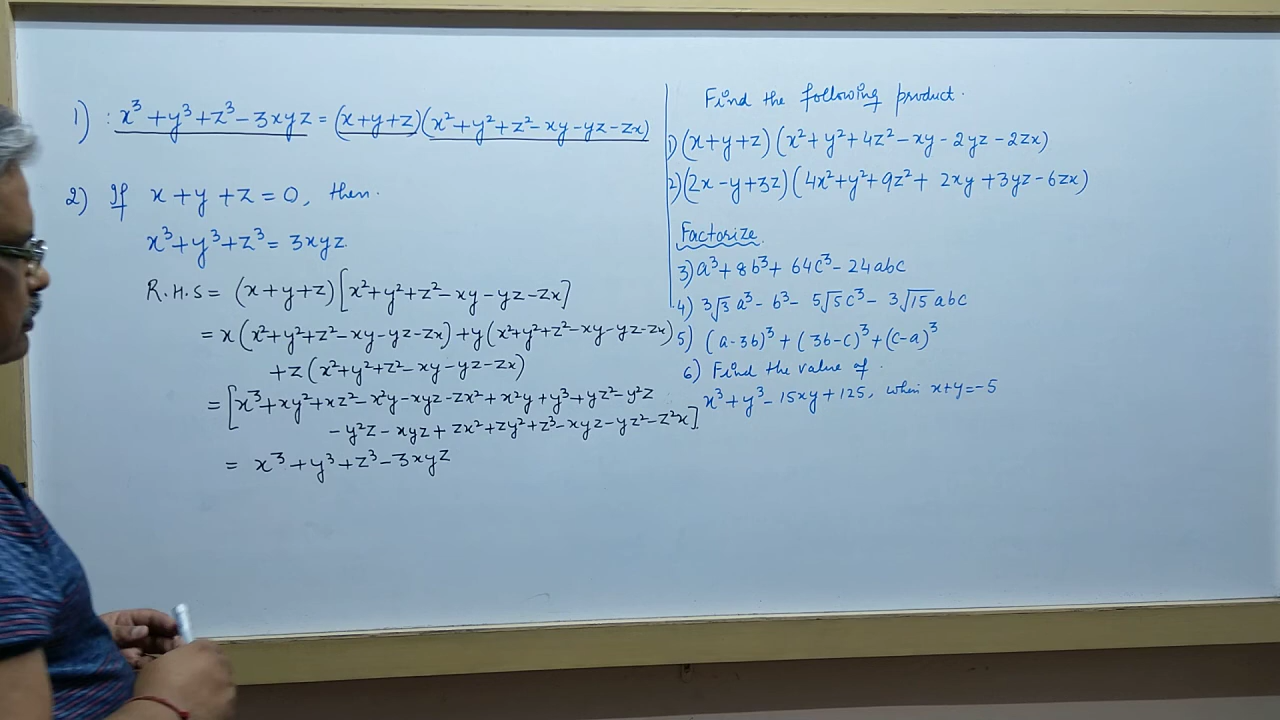 1) : x³ + y³ + z³ - 3xyz = (x+y+z)(x² + y² + z² - xy - yz - zx)
2) If x + y + z = 0, then.
x³ + y³ + z³ = 3xyz.
R.H.S = (x+y+z)[x² + y² + z² - xy - yz - zx]
= x(x² + y² + z² - xy - yz - zx) + y(x² + y² + z² - xy - yz - zx)
+ z(x² + y² + z² - xy - yz - zx)
= [x³ + xy² + xz² - x²y - xyz - zx² + x²y + y³ + yz² - y²z
- y²z - xyz + zx² + zy² + z³ - xyz - yz² - z²x]
= x³ + y³ + z³ - 3xyz
Find the following product.
1) (x+y+z)(x² + y² + 4z² - xy - 2yz - 2zx)
2) (2x - y + 3z)(4x² + y² + 9z² + 2xy + 3yz - 6zx)
Factorize.
3) a³ + 8b³ + 64c³ - 24abc
4) 3√3 a³ - b³ - 5√5 c³ - 3√15 abc
5) (a-3b)³ + (3b-c)³ + (c-a)³
6) Find the value of.
x³ + y³ - 15xy + 125, when x+y = -5